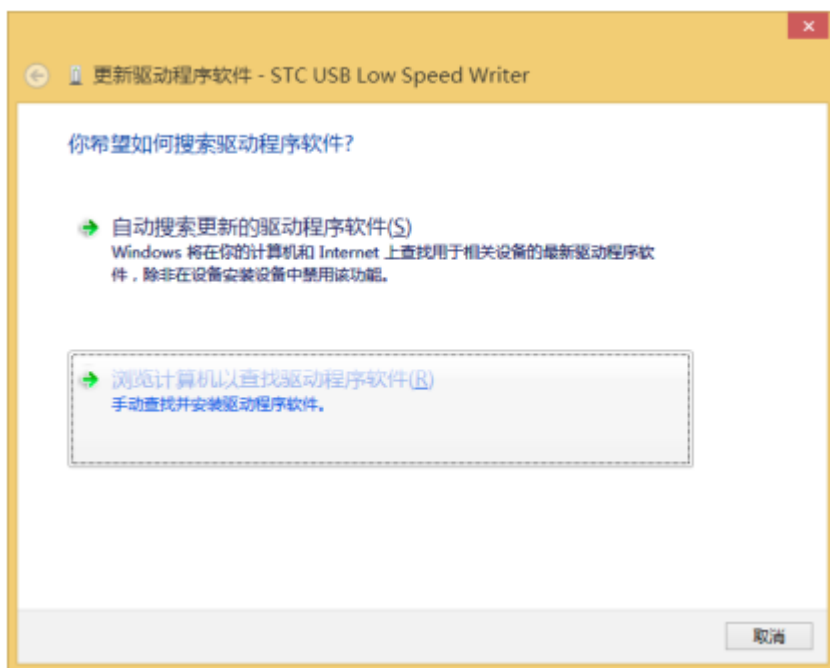 更新驱动程序软件 - STC USB Low Speed Writer
你希望如何搜索驱动程序软件?
自动搜索更新的驱动程序软件(S)
Windows 将在你的计算机和 Internet 上查找用于相关设备的最新驱动程序软
件，除非在设备安装设备中禁用该功能。
浏览计算机以查找驱动程序软件(R)
手动查找并安装驱动程序软件。
取消